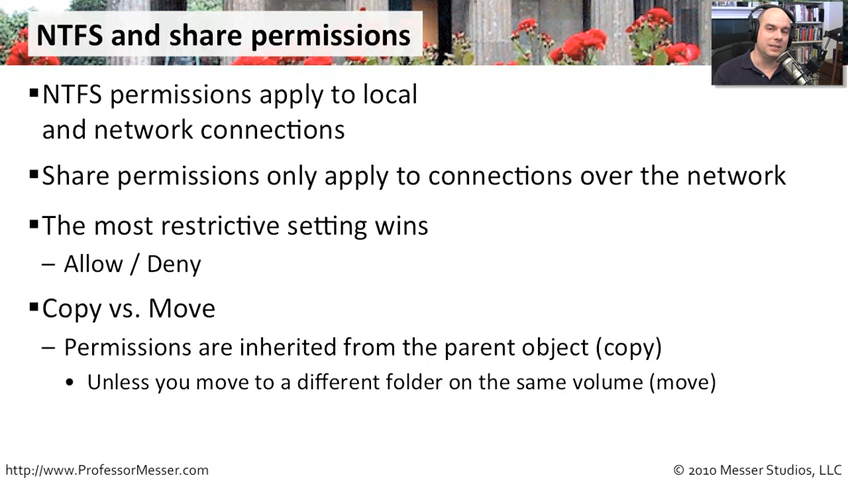 NTFS and share permissions
▪NTFS permissions apply to local
and network connections
▪Share permissions only apply to connections over the network
▪The most restrictive setting wins
– Allow / Deny
▪Copy vs. Move
– Permissions are inherited from the parent object (copy)
• Unless you move to a different folder on the same volume (move)
http://www.ProfessorMesser.com
© 2010 Messer Studios, LLC